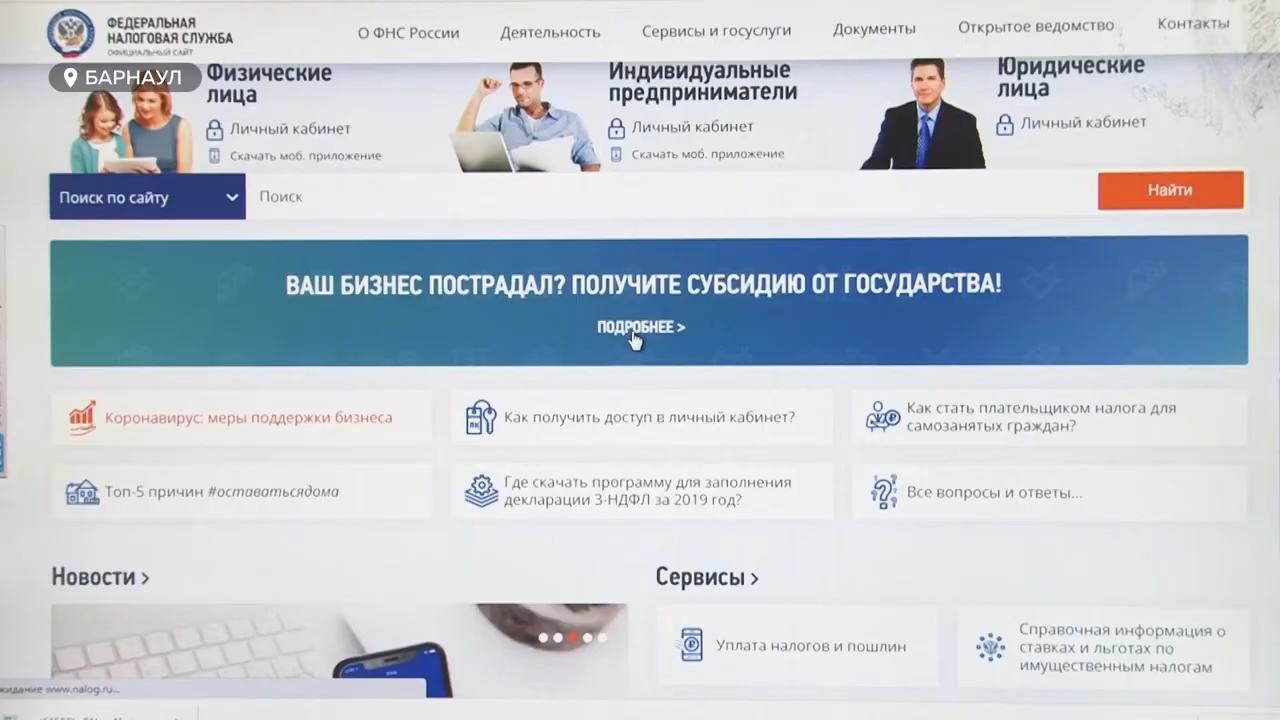 ФЕДЕРАЛЬНАЯ
НАЛОГОВАЯ СЛУЖБА
ОФИЦИАЛЬНЫЙ САЙТ
О ФНС России
Деятельность
Сервисы и госуслуги
Документы
Открытое ведомство
Контакты
БАРНАУЛ
Физические
лица
Личный кабинет
Скачать моб. приложение
Индивидуальные
предприниматели
Личный кабинет
Скачать моб. приложение
Юридические
лица
Личный кабинет
Поиск по сайту
Поиск
Найти
ВАШ БИЗНЕС ПОСТРАДАЛ? ПОЛУЧИТЕ СУБСИДИЮ ОТ ГОСУДАРСТВА!
ПОДРОБНЕЕ >
Коронавирус: меры поддержки бизнеса
Как получить доступ в личный кабинет?
Как стать плательщиком налога для
самозанятых граждан?
Топ-5 причин #оставатьсядома
Где скачать программу для заполнения
декларации 3-НДФЛ за 2019 год?
Все вопросы и ответы...
Новости >
Сервисы >
Уплата налогов и пошлин
Справочная информация о
ставках и льготах по
имущественным налогам
www.nalog.ru...